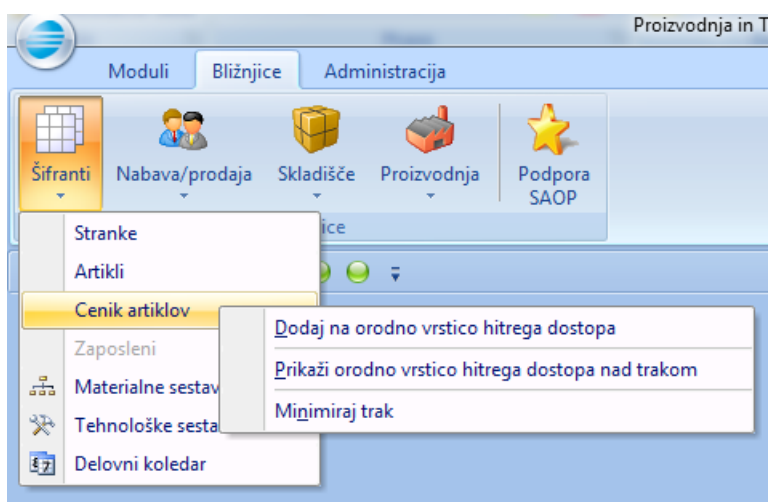 Proizvodnja in T
Moduli Bližnjice Administracija
Šifranti Nabava/prodaja Skladišče Proizvodnja Podpora
SAOP
ice
Stranke
Artikli
Cenik artiklov
Dodaj na orodno vrstico hitrega dostopa
Zaposleni
Prikaži orodno vrstico hitrega dostopa nad trakom
Materialne sestav
Minimiraj trak
Tehnološke sesta
Delovni koledar